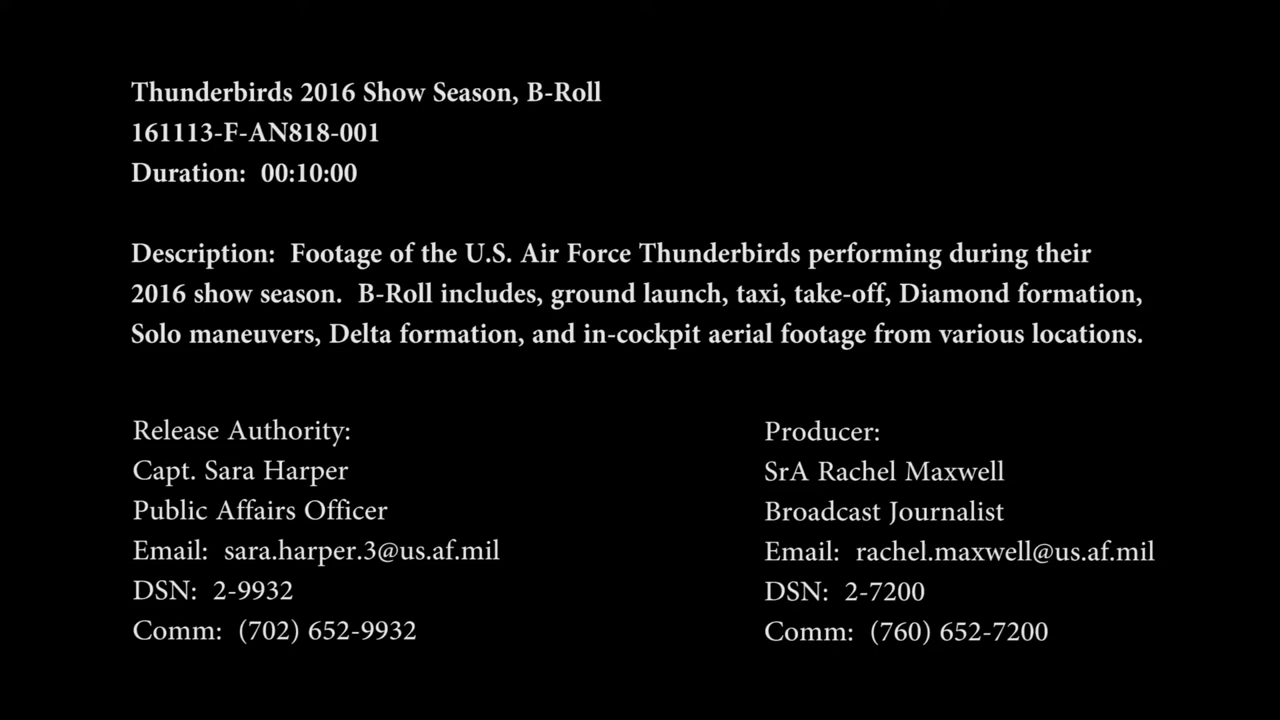 Thunderbirds 2016 Show Season, B-Roll
161113-F-AN818-001
Duration:  00:10:00
Description:  Footage of the U.S. Air Force Thunderbirds performing during their
2016 show season.  B-Roll includes, ground launch, taxi, take-off, Diamond formation,
Solo maneuvers, Delta formation, and in-cockpit aerial footage from various locations.
Release Authority:
Capt. Sara Harper
Public Affairs Officer
Email:  sara.harper.3@us.af.mil
DSN:  2-9932
Comm:  (702) 652-9932
Producer:
SrA Rachel Maxwell
Broadcast Journalist
Email:  rachel.maxwell@us.af.mil
DSN:  2-7200
Comm:  (760) 652-7200